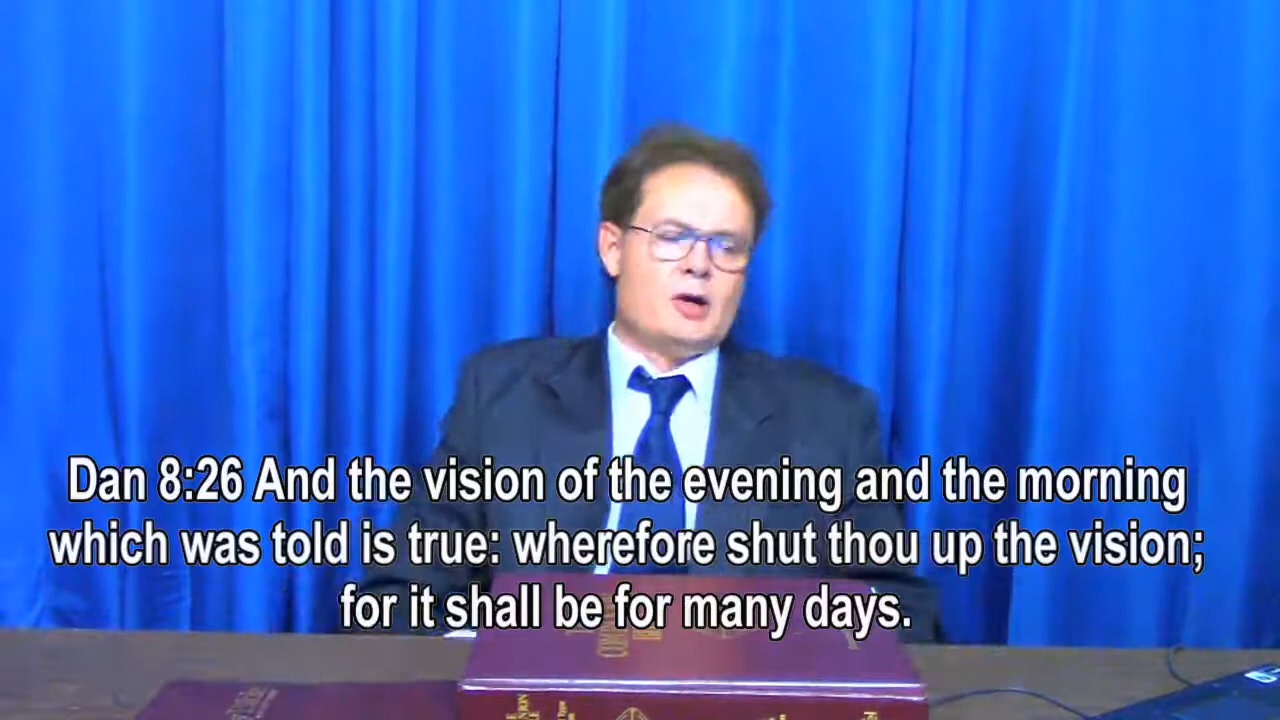 Dan 8:26 And the vision of the evening and the morning
which was told is true: wherefore shut thou up the vision;
for it shall be for many days.